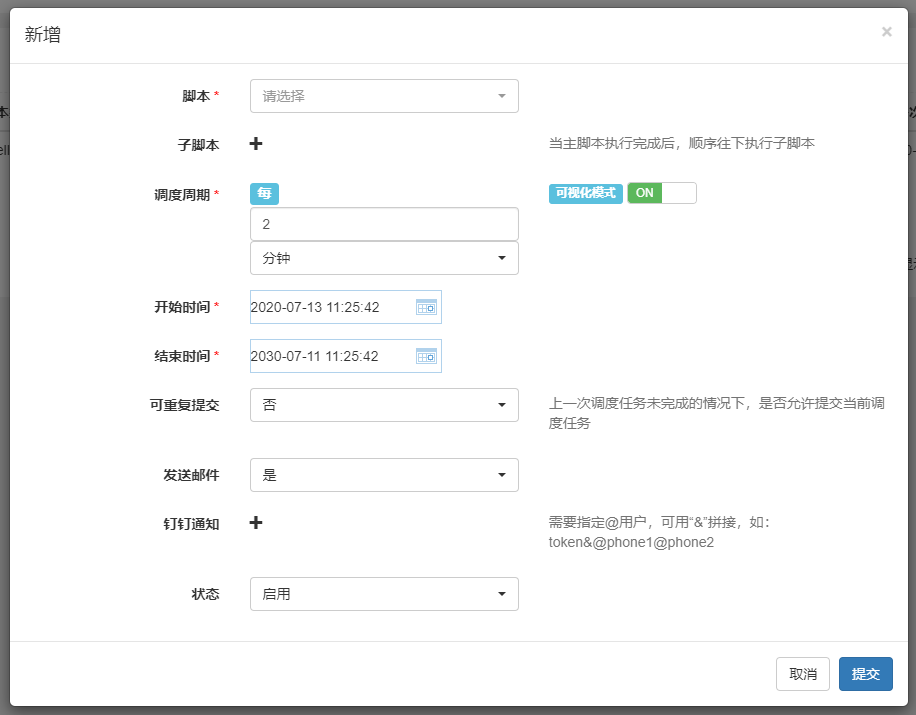 新增
×
脚本 *
请选择
子脚本
当主脚本执行完成后，顺序往下执行子脚本
调度周期 *
每
可视化模式
ON
2
分钟
开始时间 *
2020-07-13 11:25:42
结束时间 *
2030-07-11 11:25:42
可重复提交
否
上一次调度任务未完成的情况下，是否允许提交当前调
度任务
发送邮件
是
钉钉通知
需要指定@用户，可用“&”拼接，如：
token&@phone1@phone2
状态
启用
取消
提交